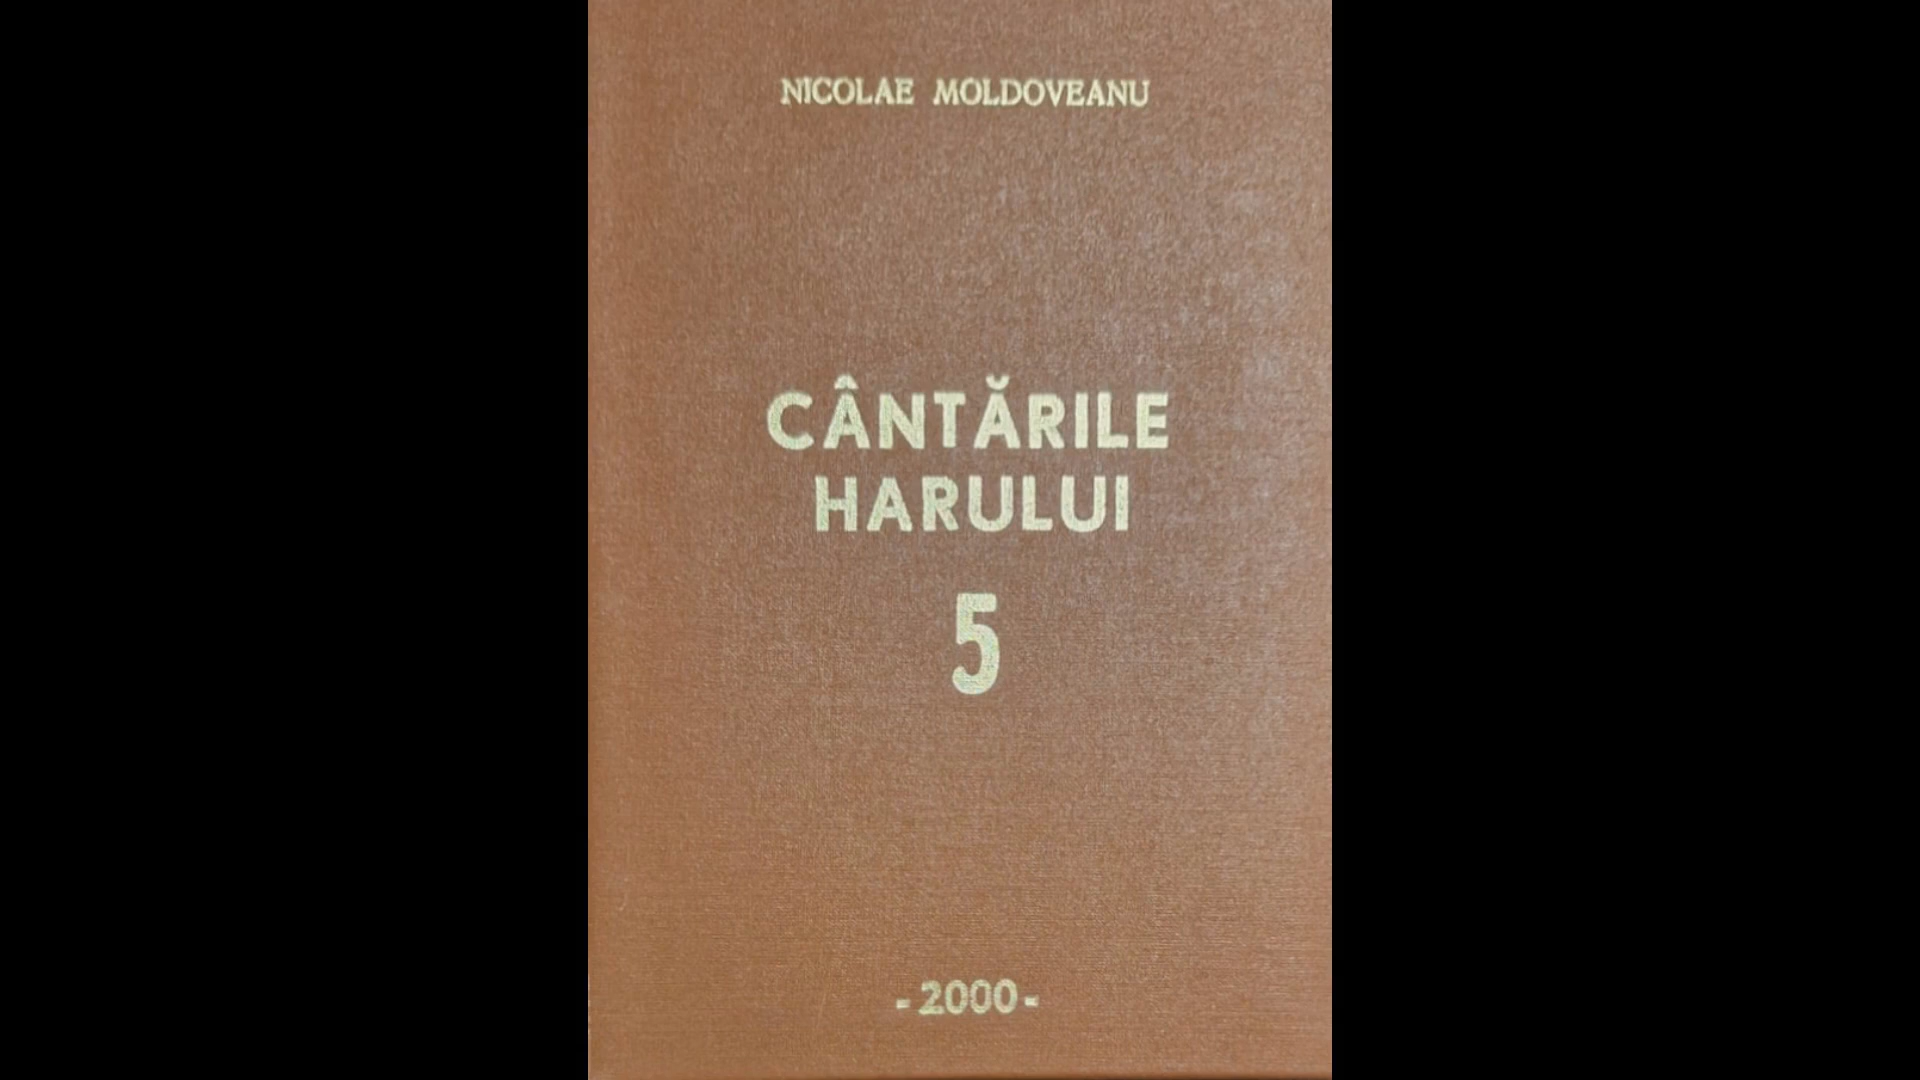 NICOLAE MOLDOVEANU
CÂNTĂRILE
HARULUI
5
- 2000 -